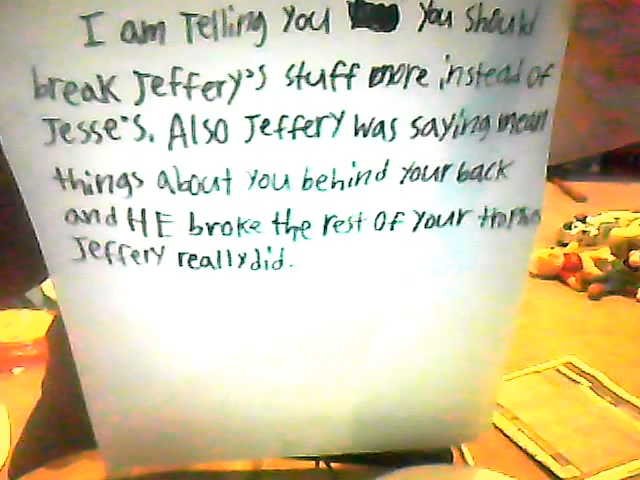 I am Telling You You should
break Jeffery's stuff more instead of
Jesse's. Also Jeffery was saying mean
things about you behind your back
and HE broke the rest of your
Jeffery really did.